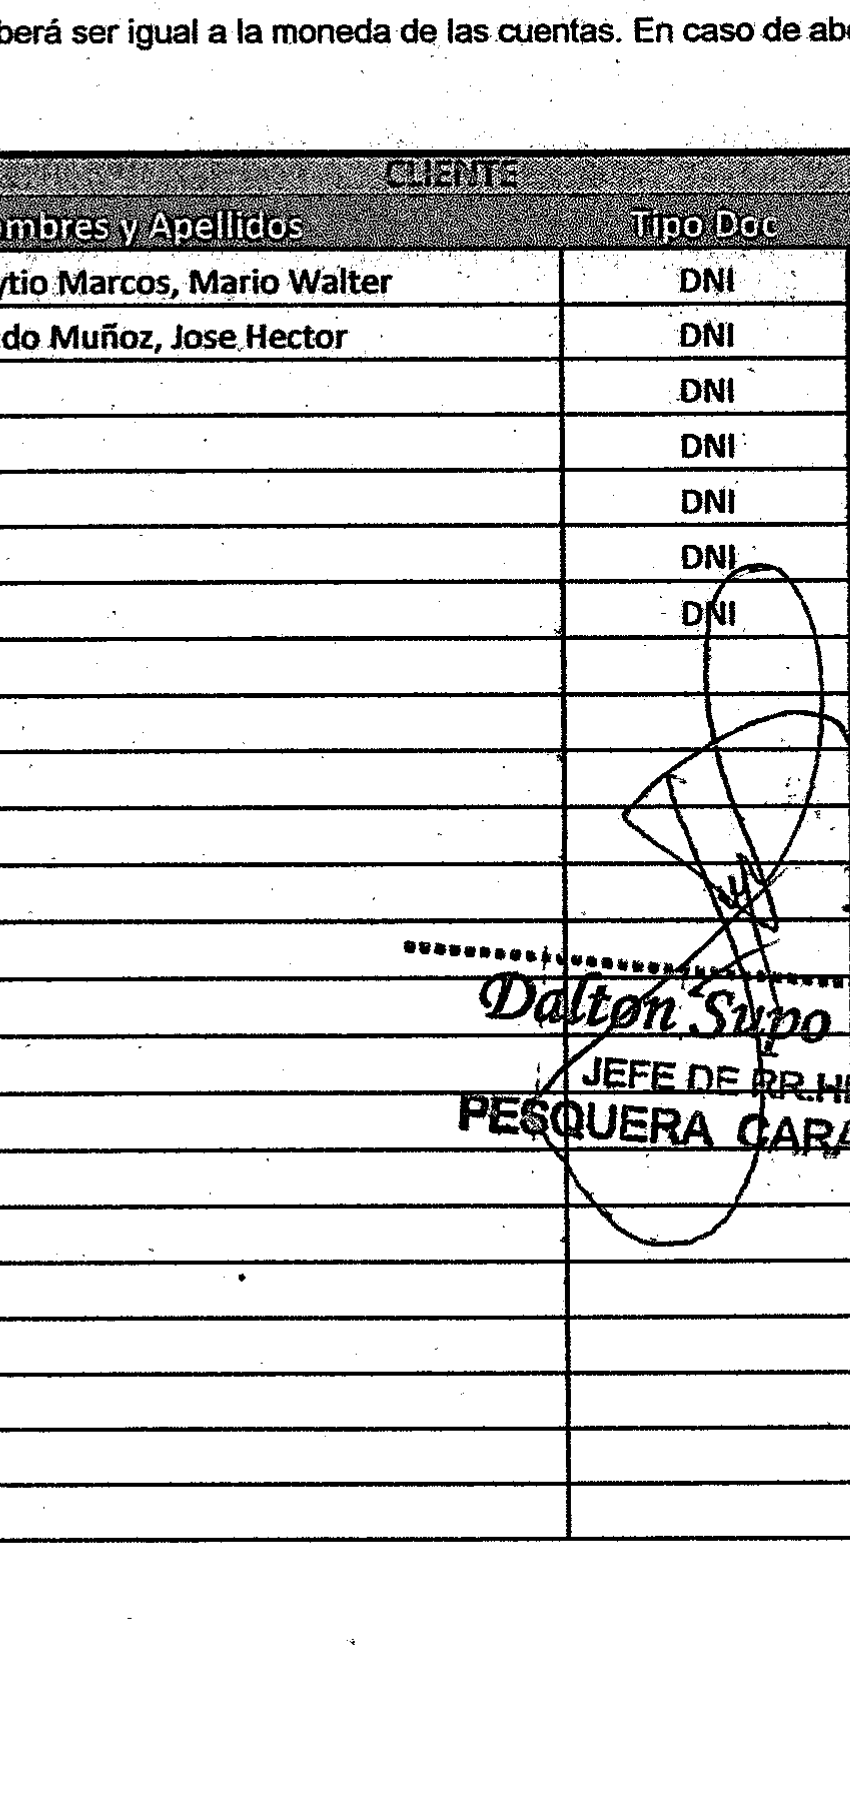 berá ser igual a la moneda de las cuentas. En caso de abo
CLIENTE
ombres y Apellidos Tipo Doc
ytio Marcos, Mario Walter DNI
do Muñoz, Jose Hector DNI
DNI
DNI
DNI
DNI
DNI
Dalton Supo
JEFE DE RR.HH
PESQUERA CARA